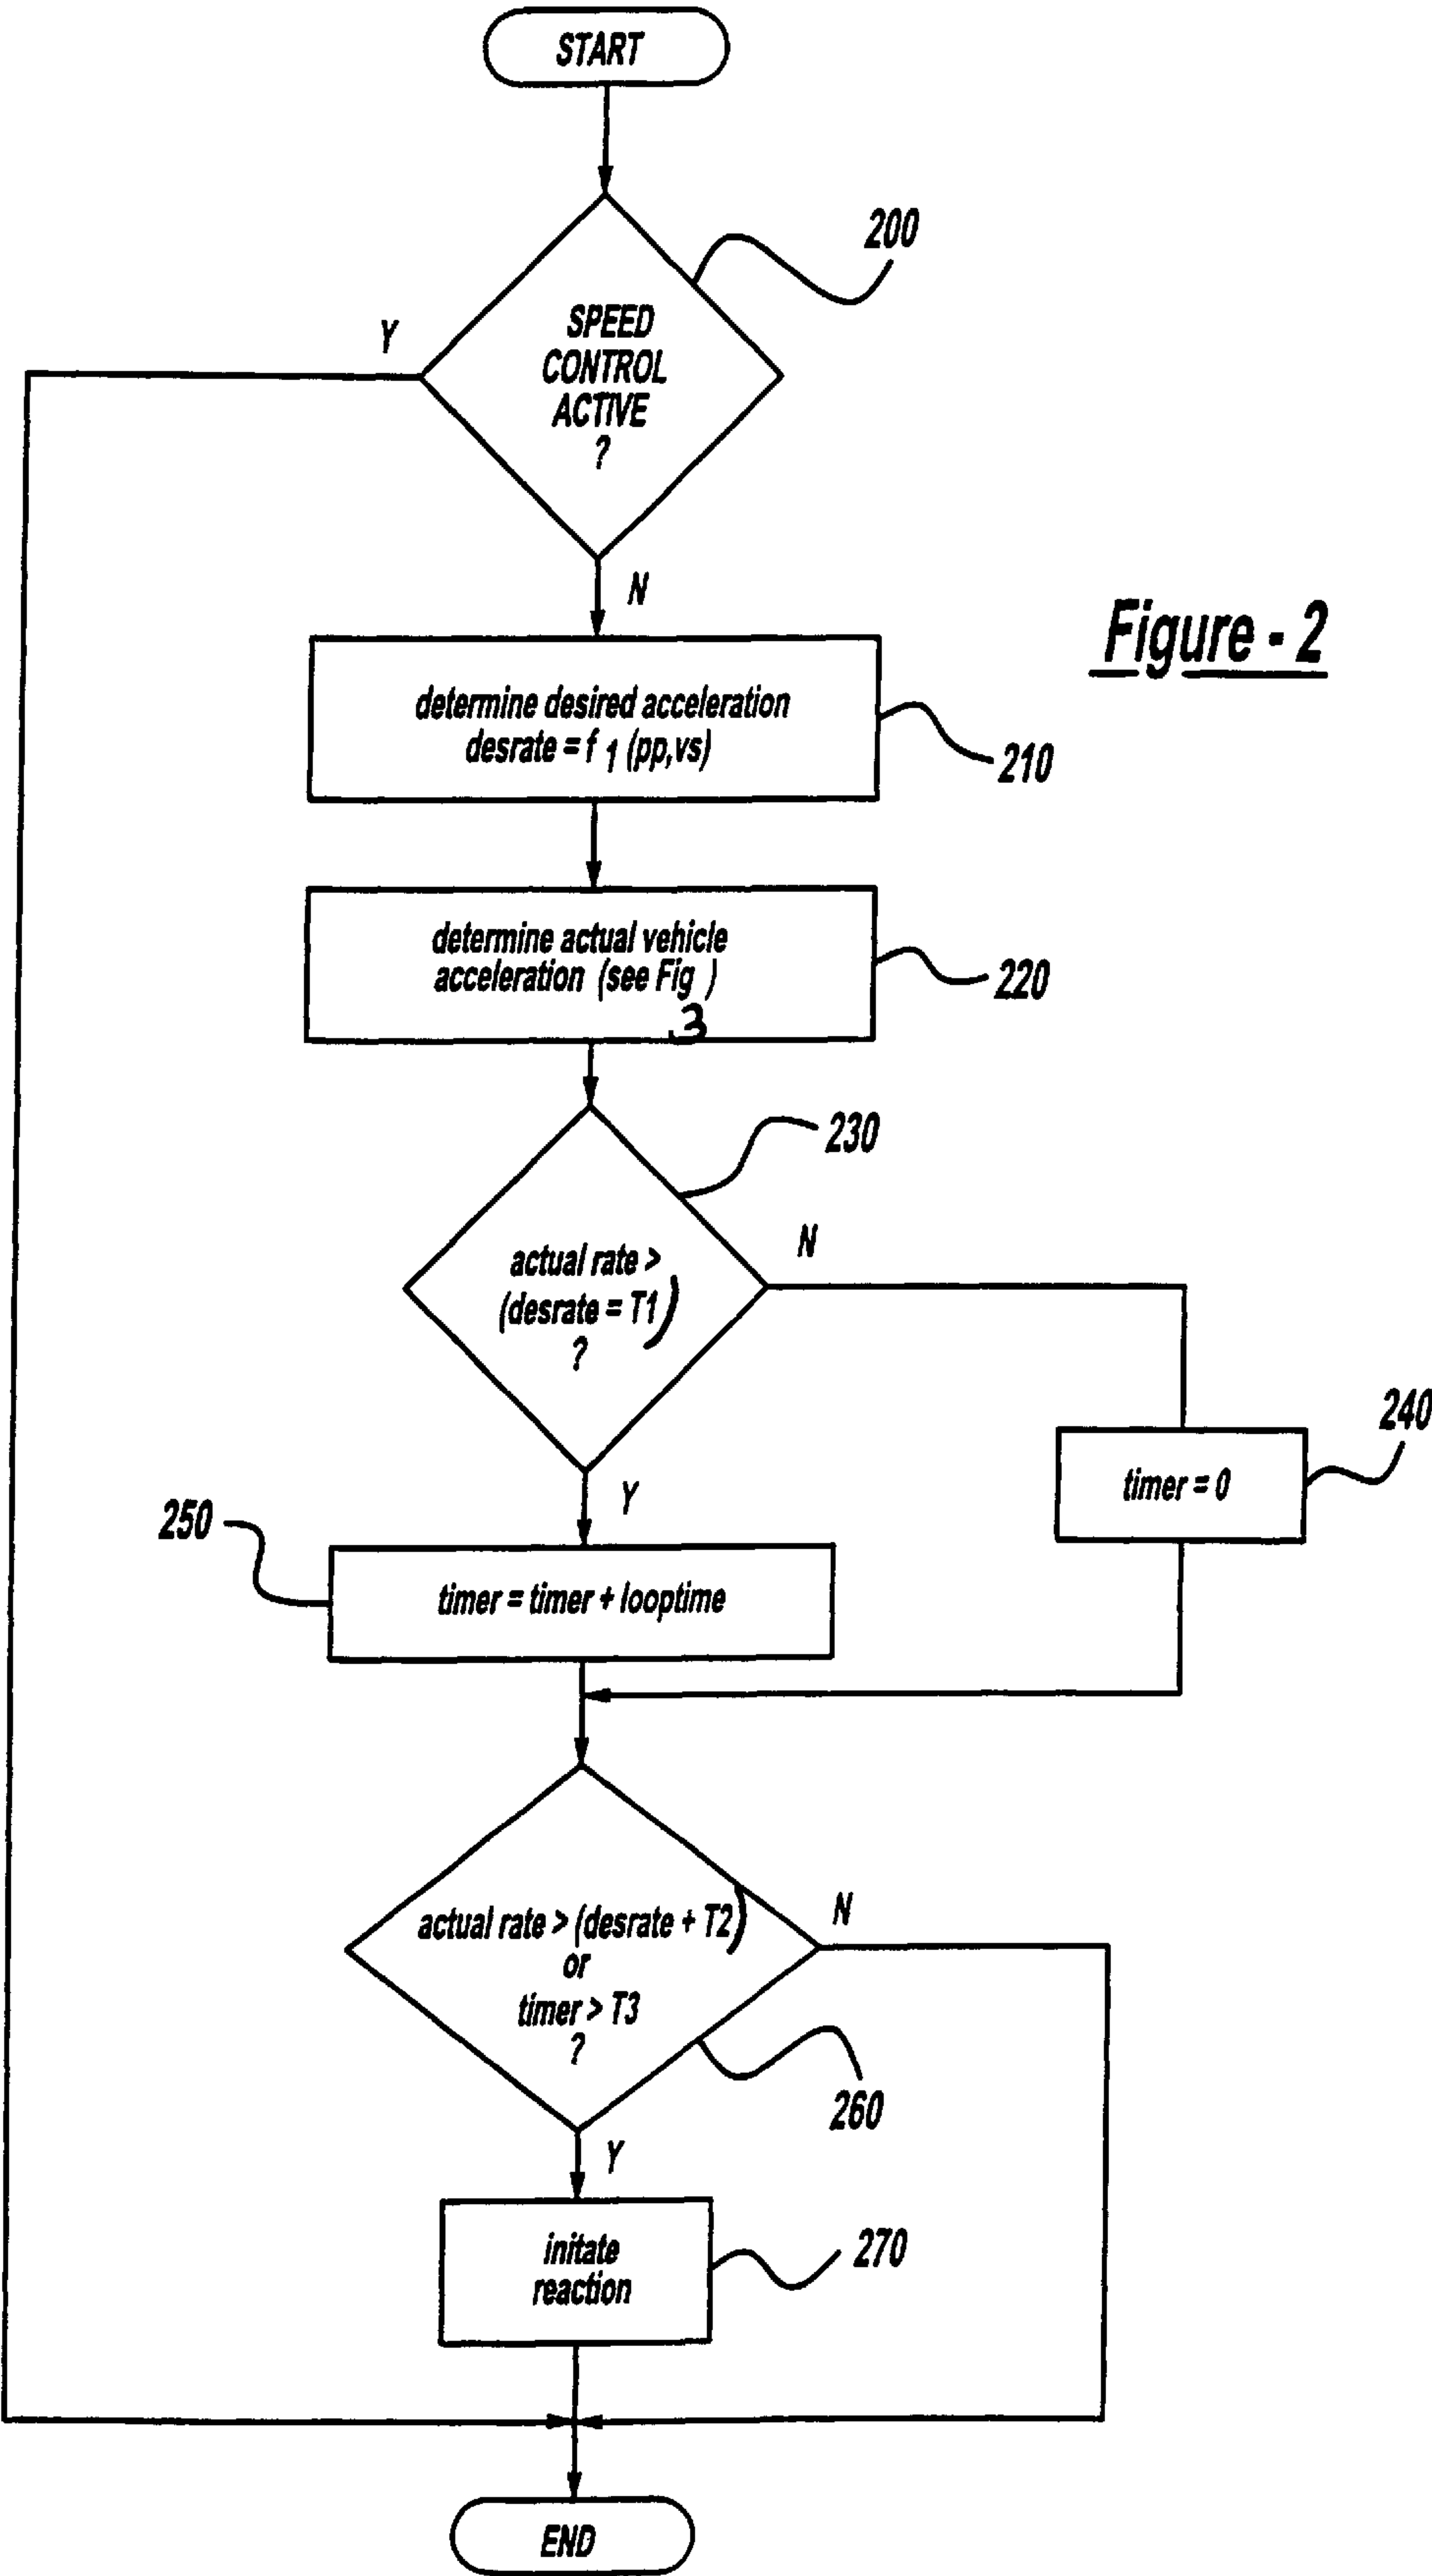 START
200
Y
SPEED
CONTROL
ACTIVE
?
N
Figure - 2
determine desired acceleration
desrate = f 1 (pp,vs)
210
determine actual vehicle
acceleration (see Fig )
3
220
230
actual rate >
(desrate = T1)
?
N
240
timer = 0
Y
250
timer = timer + looptime
actual rate > (desrate + T2)
or
timer > T3
?
N
260
Y
initate
reaction
270
END